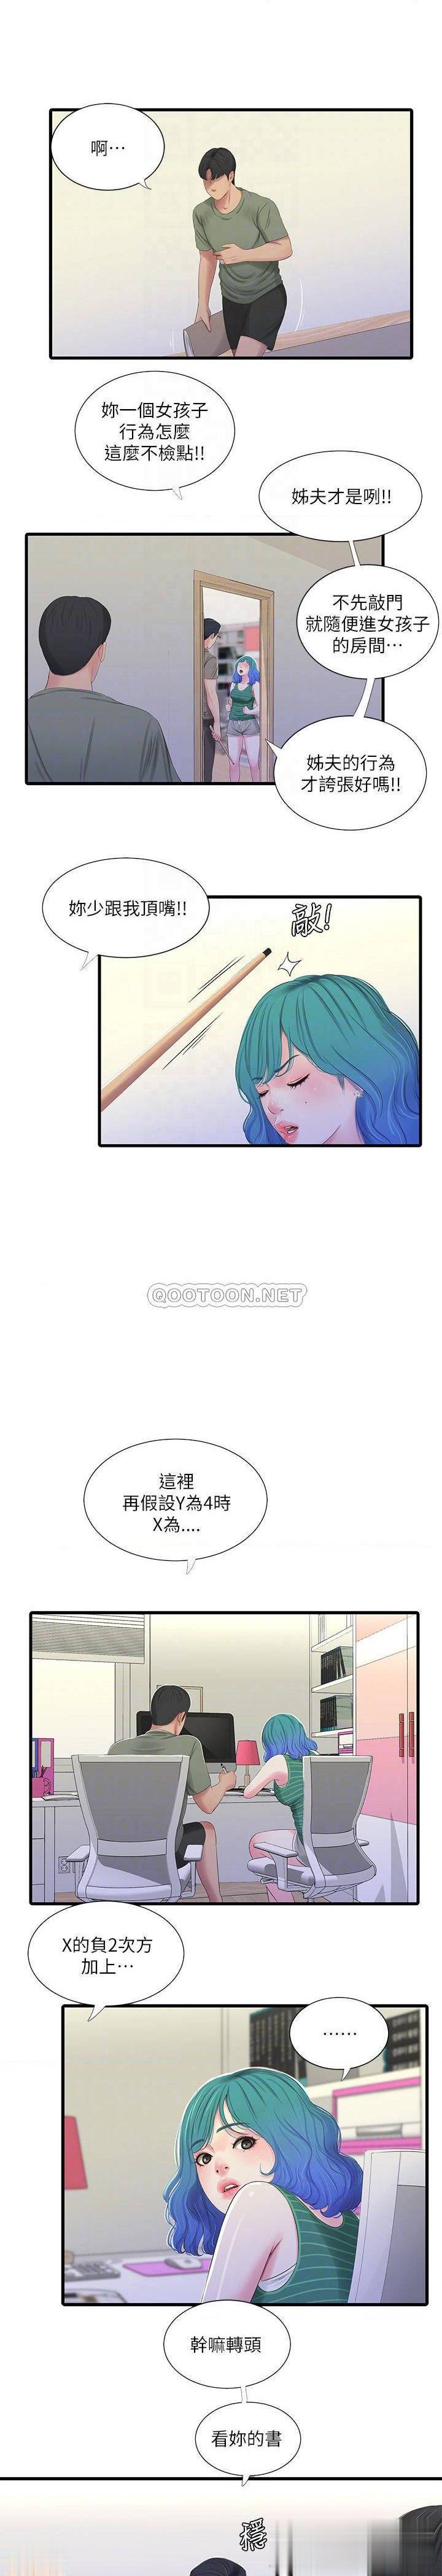 啊…
妳一個女孩子
行為怎麼
這麼不檢點!!
姊夫才是咧!!
不先敲門
就隨便進女孩子
的房間…
姊夫的行為
才誇張好嗎!!
妳少跟我頂嘴!!
敲!
QOOTOON.NET
這裡
再假設Y為4時
X為....
X的負2次方
加上…
……
幹嘛轉頭
看妳的書
穩